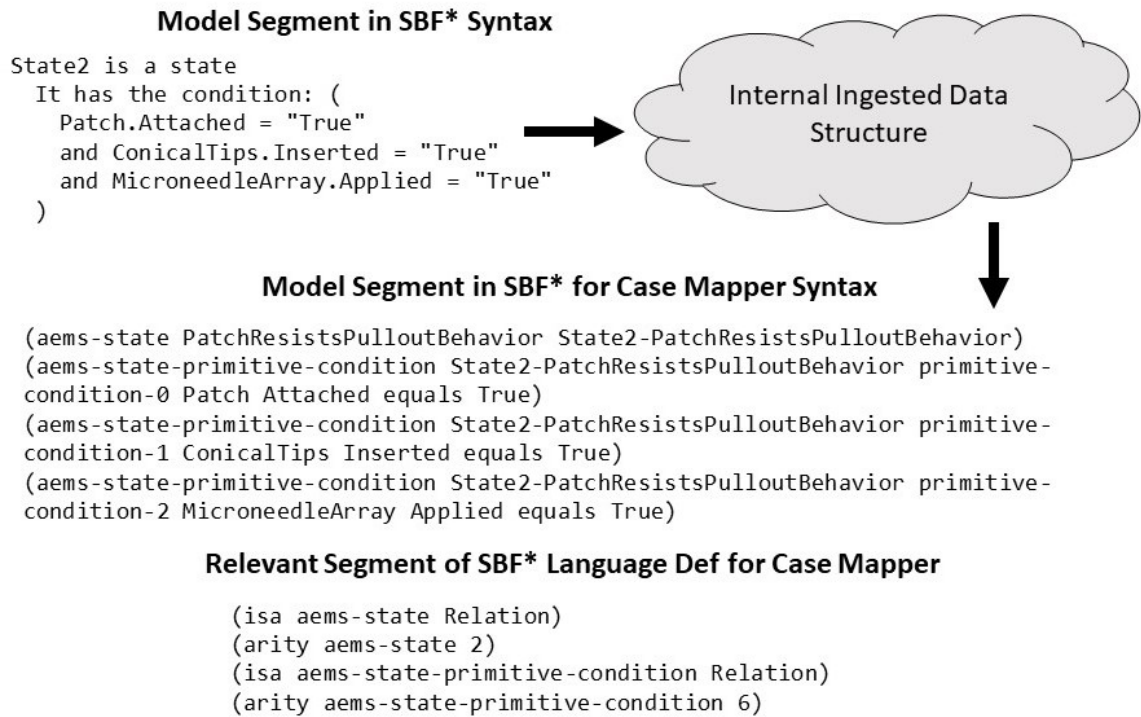 Model Segment in SBF* Syntax
State2 is a state
It has the condition: (
Patch.Attached = "True"
and ConicalTips.Inserted = "True"
and MicroneedleArray.Applied = "True"
)
Internal Ingested Data
Structure
Model Segment in SBF* for Case Mapper Syntax
(aems-state PatchResistsPulloutBehavior State2-PatchResistsPulloutBehavior)
(aems-state-primitive-condition State2-PatchResistsPulloutBehavior primitive-
condition-0 Patch Attached equals True)
(aems-state-primitive-condition State2-PatchResistsPulloutBehavior primitive-
condition-1 ConicalTips Inserted equals True)
(aems-state-primitive-condition State2-PatchResistsPulloutBehavior primitive-
condition-2 MicroneedleArray Applied equals True)
Relevant Segment of SBF* Language Def for Case Mapper
(isa aems-state Relation)
(arity aems-state 2)
(isa aems-state-primitive-condition Relation)
(arity aems-state-primitive-condition 6)